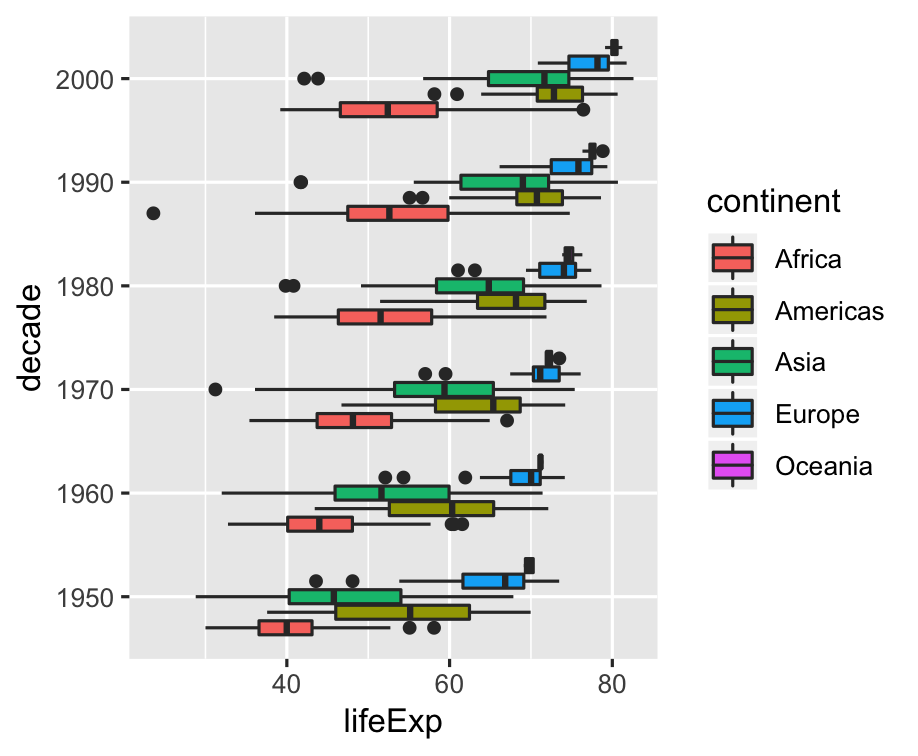 2000
1990
1980
1970
1960
1950
decade
40 60 80
lifeExp
continent
Africa
Americas
Asia
Europe
Oceania